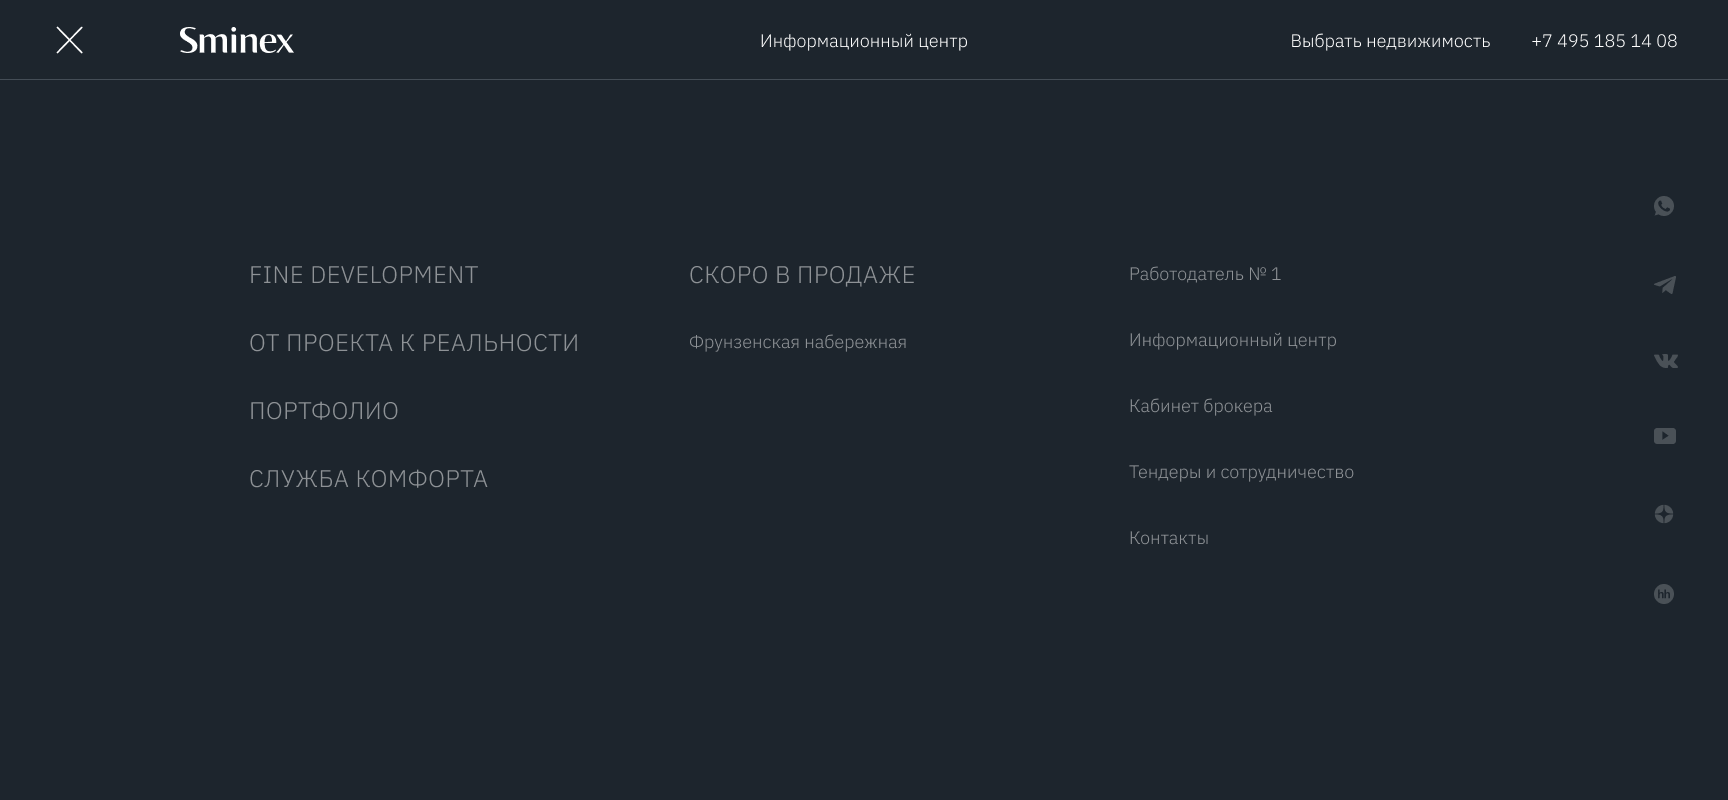 Sminex
Информационный центр
Выбрать недвижимость
+7 495 185 14 08
FINE DEVELOPMENT
ОТ ПРОЕКТА К РЕАЛЬНОСТИ
ПОРТФОЛИО
СЛУЖБА КОМФОРТА
СКОРО В ПРОДАЖЕ
Фрунзенская набережная
Работодатель № 1
Информационный центр
Кабинет брокера
Тендеры и сотрудничество
Контакты
hh